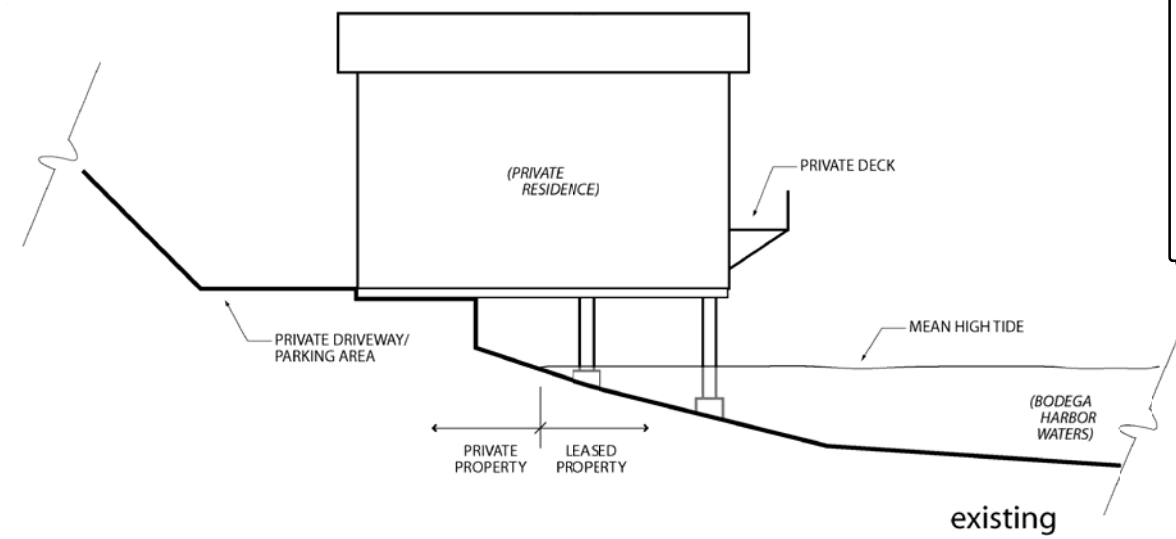 (PRIVATE
RESIDENCE)
PRIVATE DECK
PRIVATE DRIVEWAY/
PARKING AREA
MEAN HIGH TIDE
(BODEGA
HARBOR
WATERS)
PRIVATE
PROPERTY
LEASED
PROPERTY
existing